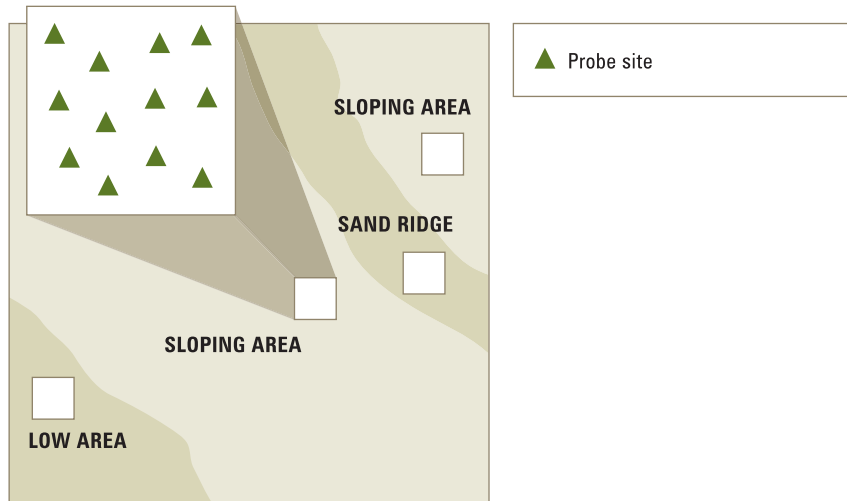 Probe site
SLOPING AREA
SAND RIDGE
SLOPING AREA
LOW AREA